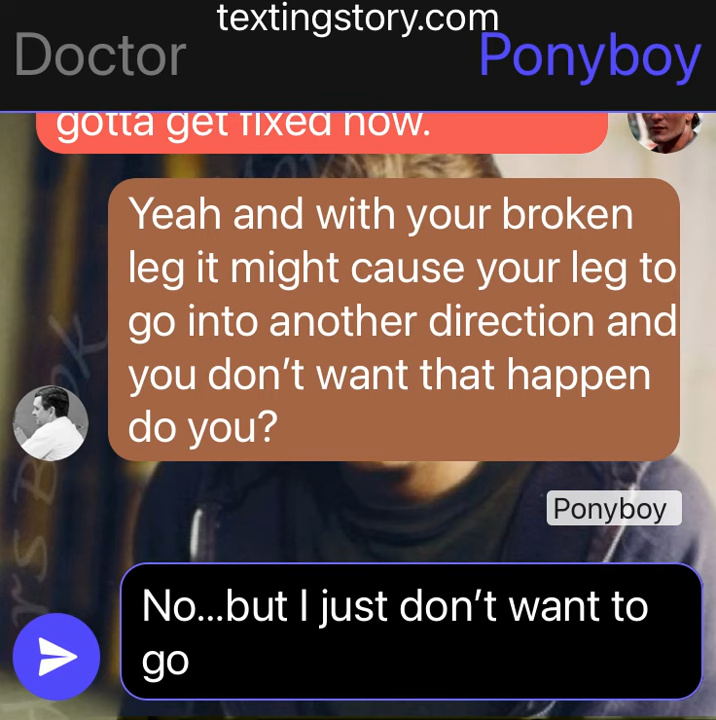 textingstory.com
Doctor
Ponyboy
gotta get fixed now.
Yeah and with your broken
leg it might cause your leg to
go into another direction and
you don't want that happen
do you?
Ponyboy
No...but I just don't want to
go